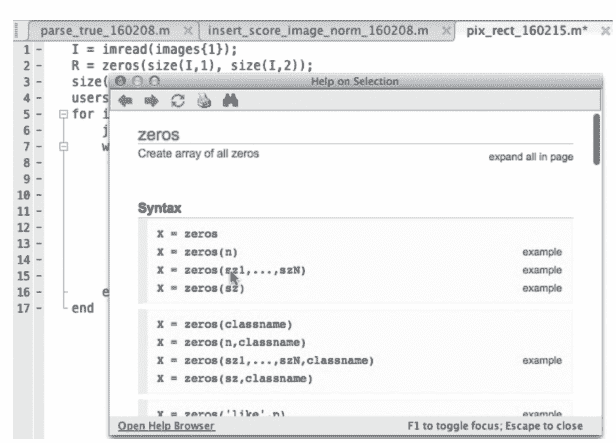 parse_true_160208.m × insert_score_image_norm_160208.m × pix_rect_160215.m* ×
1 - I = imread(images{1});
2 - R = zeros(size(I,1), size(I,2));
3 - size(
4 - users
5 - for i
6 - j
7 - w
8 -
9 -
10 -
11 -
12 -
13 -
14 -
15 -
16 - e
17 - end
Help on Selection
zeros
Create array of all zeros expand all in page
Syntax
X = zeros
X = zeros(n) example
X = zeros(sz1,...,szN) example
X = zeros(sz) example
X = zeros(classname)
X = zeros(n,classname)
X = zeros(sz1,...,szN,classname) example
X = zeros(sz,classname)
X = zeros('like',p) example
Open Help Browser F1 to toggle focus; Escape to close